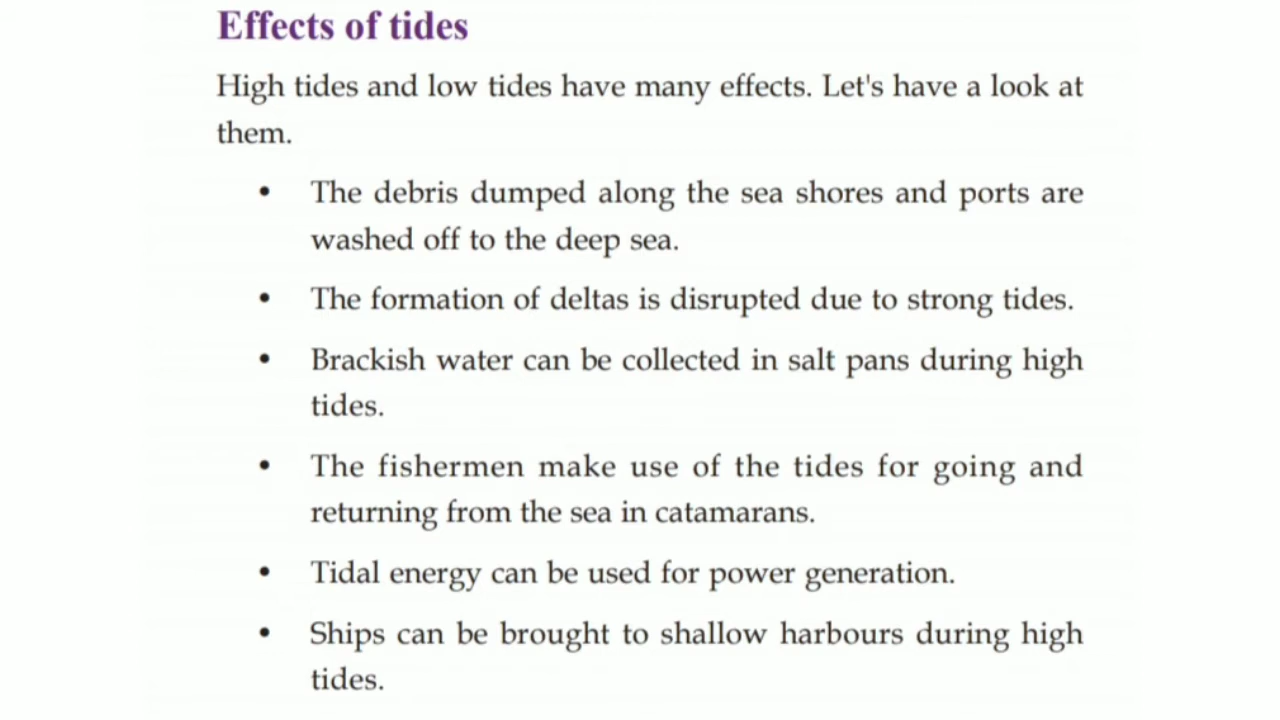 Effects of tides
High tides and low tides have many effects. Let's have a look at
them.
• The debris dumped along the sea shores and ports are
washed off to the deep sea.
• The formation of deltas is disrupted due to strong tides.
• Brackish water can be collected in salt pans during high
tides.
• The fishermen make use of the tides for going and
returning from the sea in catamarans.
• Tidal energy can be used for power generation.
• Ships can be brought to shallow harbours during high
tides.